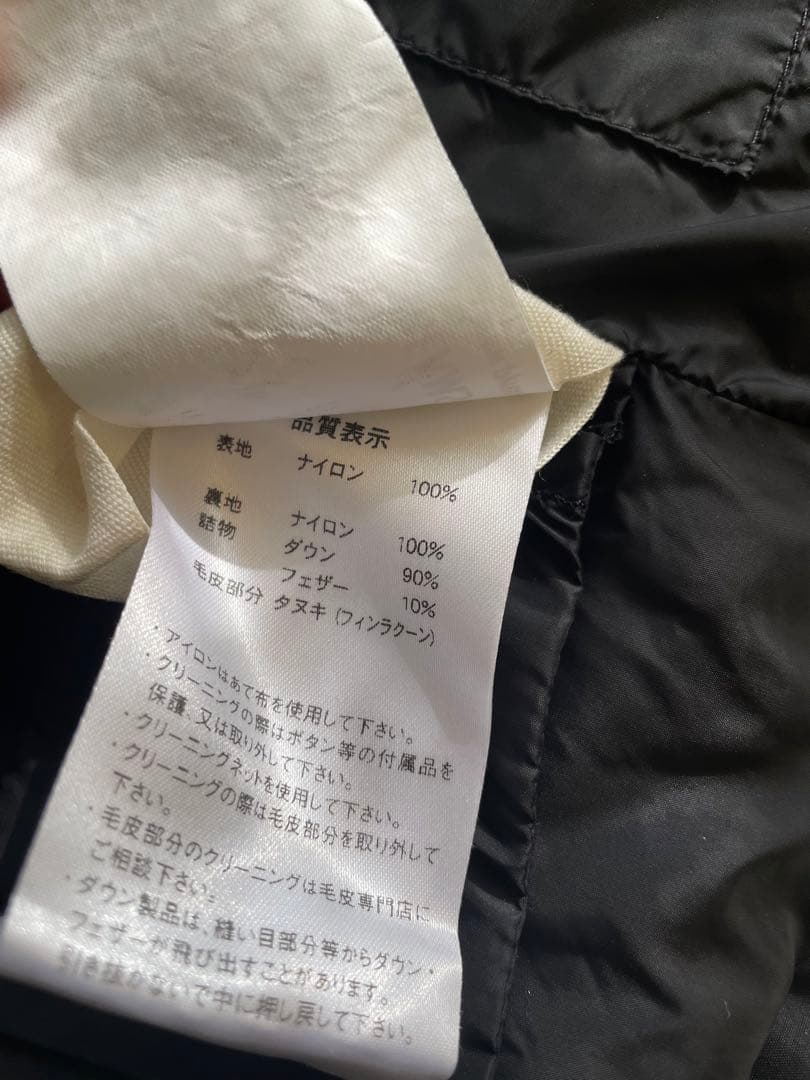 品質表示
表地 ナイロン 100%
裏地 ナイロン 100%
詰物 ダウン 90%
フェザー 10%
毛皮部分 タヌキ(フィンラクーン)
・アイロンはあて布を使用して下さい。
・クリーニングの際はボタン等の付属品を
保護、又は取り外して下さい。
・クリーニングネットを使用して下さい。
・クリーニングの際は毛皮部分を取り外して
下さい。
・毛皮部分のクリーニングは毛皮専門店に
ご相談下さい。
・ダウン製品は、縫い目部分等からダウン・
フェザーが飛び出すことがあります。
引き抜かないで中に押し戻して下さい。